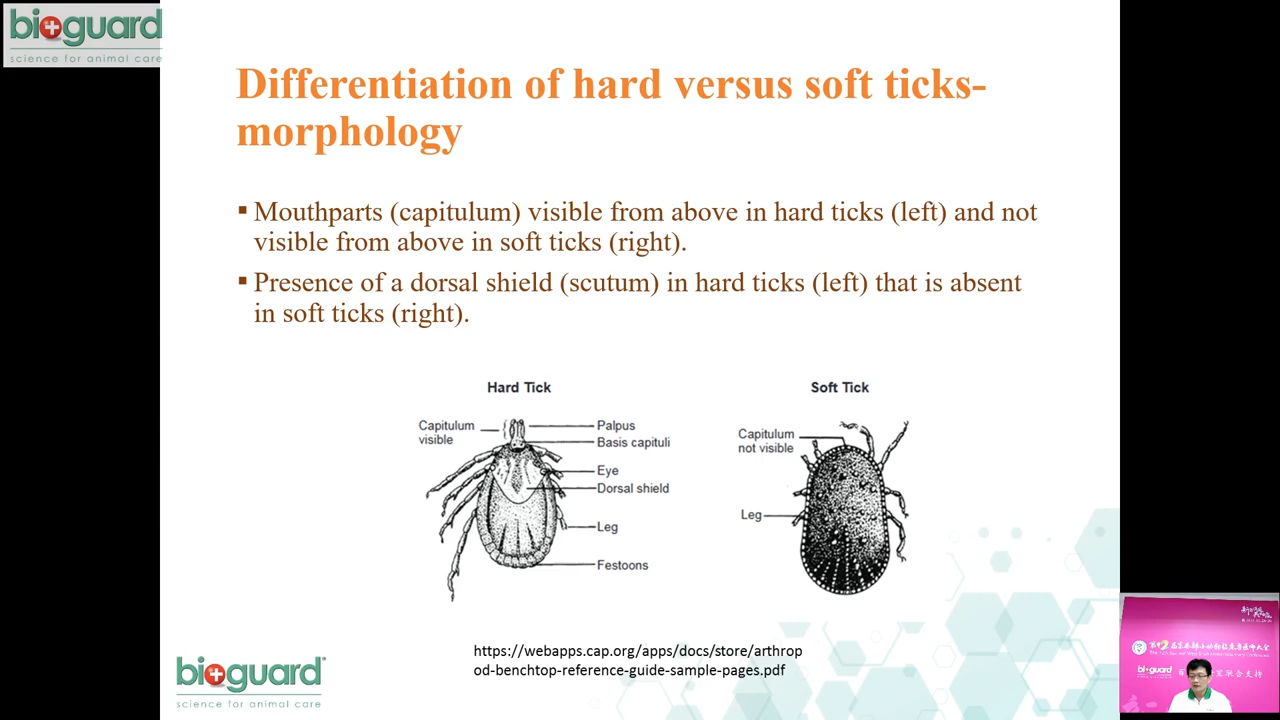 bioguard
science for animal care
Differentiation of hard versus soft ticks-
morphology
▪ Mouthparts (capitulum) visible from above in hard ticks (left) and not
visible from above in soft ticks (right).
▪ Presence of a dorsal shield (scutum) in hard ticks (left) that is absent
in soft ticks (right).
Hard Tick
Capitulum
visible
Palpus
Basis capituli
Eye
Dorsal shield
Leg
Festoons
Soft Tick
Capitulum
not visible
Leg
https://webapps.cap.org/apps/docs/store/arthrop
od-benchtop-reference-guide-sample-pages.pdf
bioguard®
science for animal care
bioguard